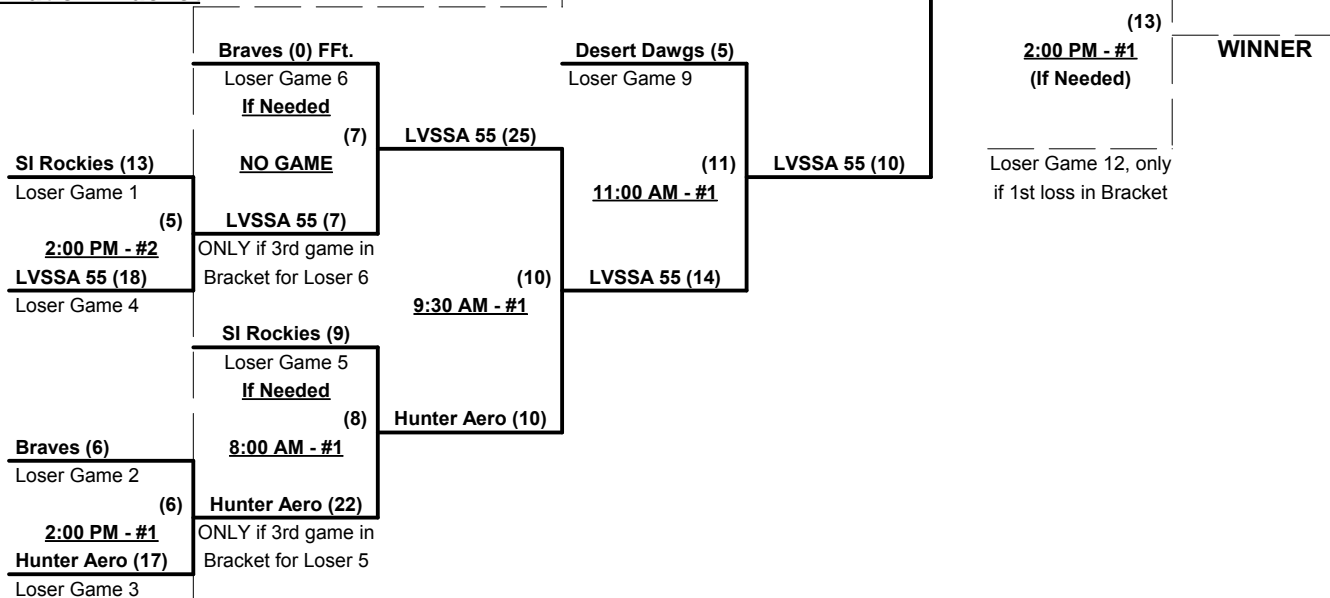 (13)
Braves (0) FFt.
Desert Dawgs (5)
2:00 PM - #1
WINNER
Loser Game 6
Loser Game 9
(If Needed)
If Needed
(7)
LVSSA 55 (25)
SI Rockies (13)
NO GAME
(11)
LVSSA 55 (10)
Loser Game 12, only
Loser Game 1
11:00 AM - #1
if 1st loss in Bracket
(5)
LVSSA 55 (7)
2:00 PM - #2
ONLY if 3rd game in
LVSSA 55 (18)
Bracket for Loser 6
(10)
LVSSA 55 (14)
Loser Game 4
9:30 AM - #1
SI Rockies (9)
Loser Game 5
If Needed
(8)
Hunter Aero (10)
Braves (6)
8:00 AM - #1
Loser Game 2
(6)
Hunter Aero (22)
2:00 PM - #1
ONLY if 3rd game in
Hunter Aero (17)
Bracket for Loser 5
Loser Game 3